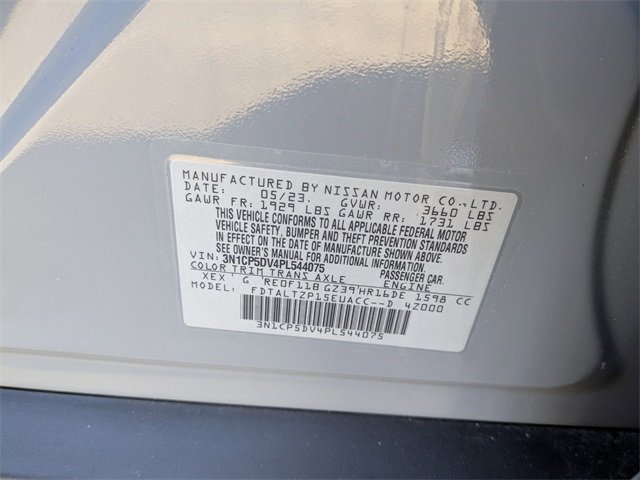 MANUFACTURED BY NISSAN MOTOR CO.,LTD.
DATE: 05/23. GVWR: 3660 LBS
GAWR FR: 1929 LBS GAWR RR: 1731 LBS
THIS VEHICLE CONFORMS TO ALL APPLICABLE FEDERAL MOTOR
VEHICLE SAFETY, BUMPER AND THEFT PREVENTION STANDARDS
IN EFFECT ON THE DATE OF MANUFACTURE SHOWN ABOVE.
SEE OWNER'S MANUAL FOR ADDITIONAL INFORMATION
VIN: 3N1CP5DV4PL544075 PASSENGER CAR.
COLOR TRIM TRANS AXLE ENGINE
XEX G RE0F11B GZ39 HR16DE 1598 CC
MODEL: FDTALTZP15EUACC--D 4Z000
3N1CP5DV4PL544075